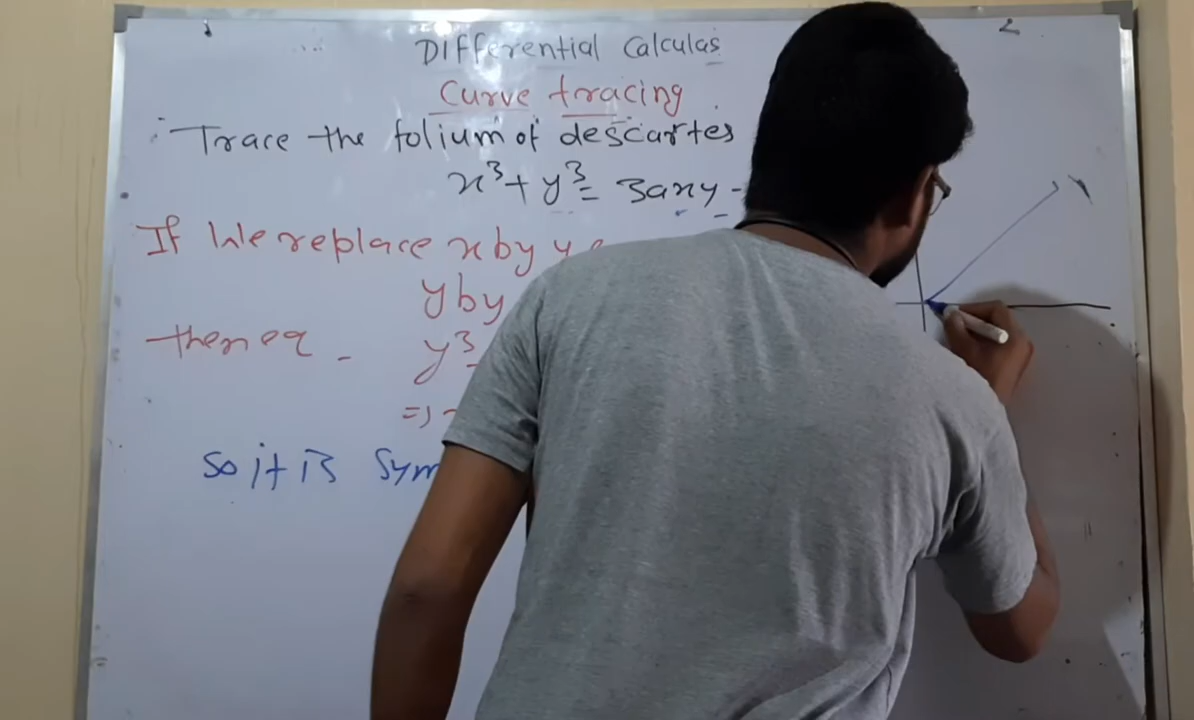 Differential Calculas
Curve tracing
Trace the folium of descartes
x³ + y³ = 3axy -
If We replace x by y
y by
then eq - y³
=)
So it is Sym